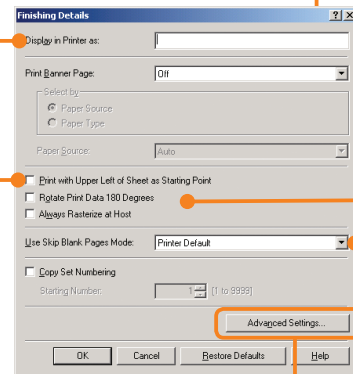 Finishing Details
Display in Printer as:
Print Banner Page: Off
Select by
Paper Source
Paper Type
Paper Source: Auto
Print with Upper Left of Sheet as Starting Point
Rotate Print Data 180 Degrees
Always Rasterize at Host
Use Skip Blank Pages Mode: Printer Default
Copy Set Numbering
Starting Number: 1 [1 to 9999]
Advanced Settings...
OK Cancel Restore Defaults Help